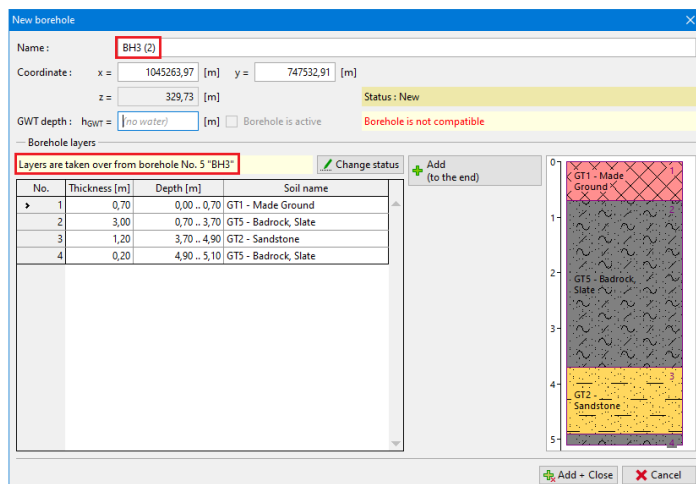 New borehole
Name :
BH3 (2)
Coordinate :
x =
1045263,97
[m]
y =
747532,91
[m]
z =
329,73
[m]
Status : New
GWT depth :
hGWT =
(no water)
[m]
Borehole is active
Borehole is not compatible
Borehole layers
Layers are taken over from borehole No. 5 "BH3"
Change status
Add
(to the end)
No.
Thickness [m]
Depth [m]
Soil name
1 0,70 0,00 .. 0,70 GT1 - Made Ground
2 3,00 0,70 .. 3,70 GT5 - Badrock, Slate
3 1,20 3,70 .. 4,90 GT2 - Sandstone
4 0,20 4,90 .. 5,10 GT5 - Badrock, Slate
0
1
2
3
4
5
GT1 - Made
Ground
1
2
GT5 - Badrock,
Slate
3
GT2 -
Sandstone
4
Add + Close
Cancel